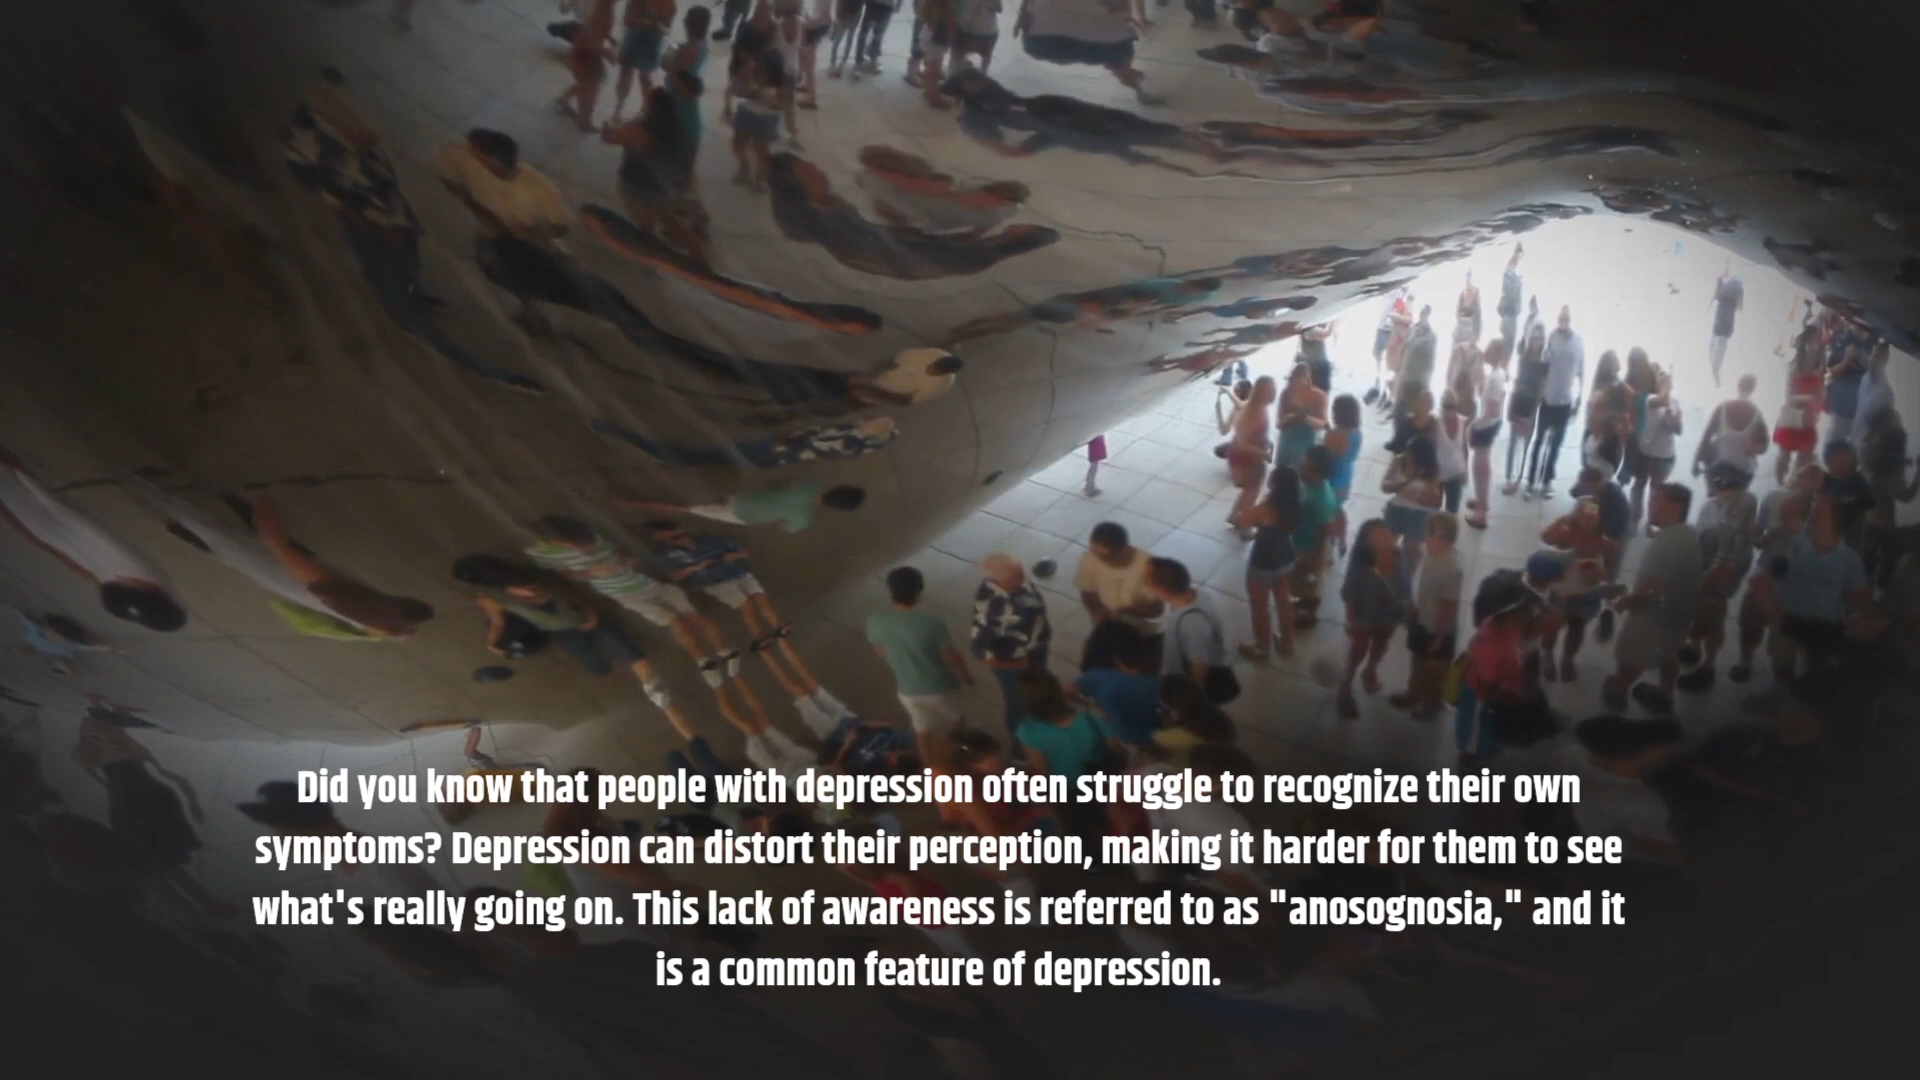 Did you know that people with depression often struggle to recognize their own
symptoms? Depression can distort their perception, making it harder for them to see
what's really going on. This lack of awareness is referred to as "anosognosia," and it
is a common feature of depression.